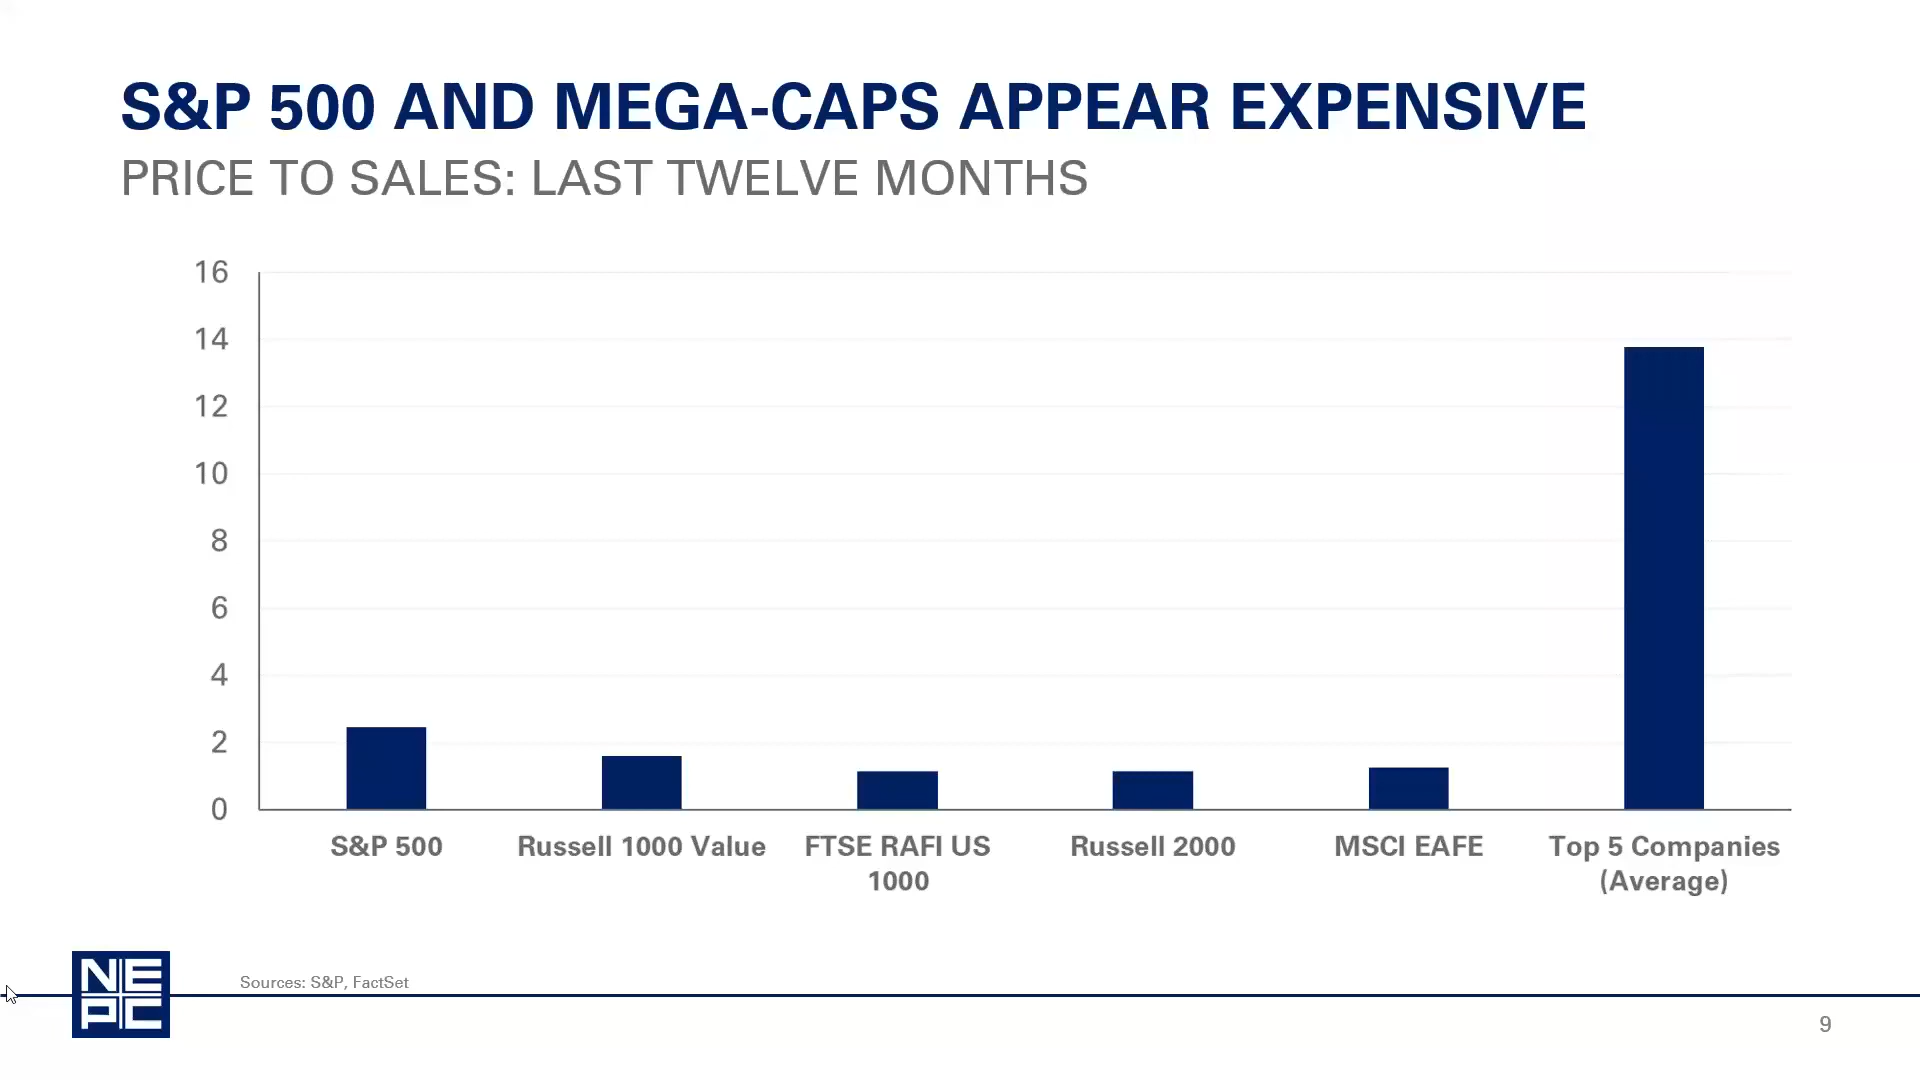 S&P 500 AND MEGA-CAPS APPEAR EXPENSIVE
PRICE TO SALES: LAST TWELVE MONTHS
16
14
12
10
8
6
4
2
0
S&P 500
Russell 1000 Value
FTSE RAFI US
1000
Russell 2000
MSCI EAFE
Top 5 Companies
(Average)
NE
PC
Sources: S&P, FactSet
9